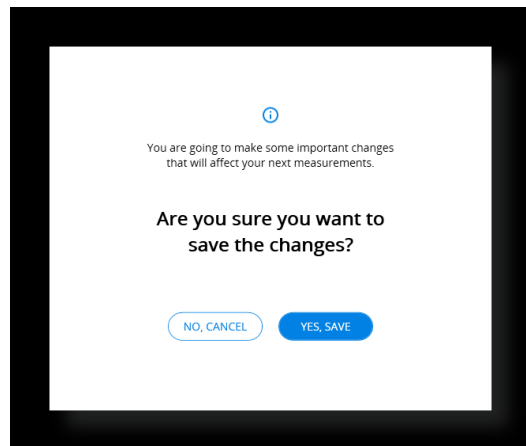 You are going to make some important changes
that will affect your next measurements.
Are you sure you want to
save the changes?
NO, CANCEL
YES, SAVE